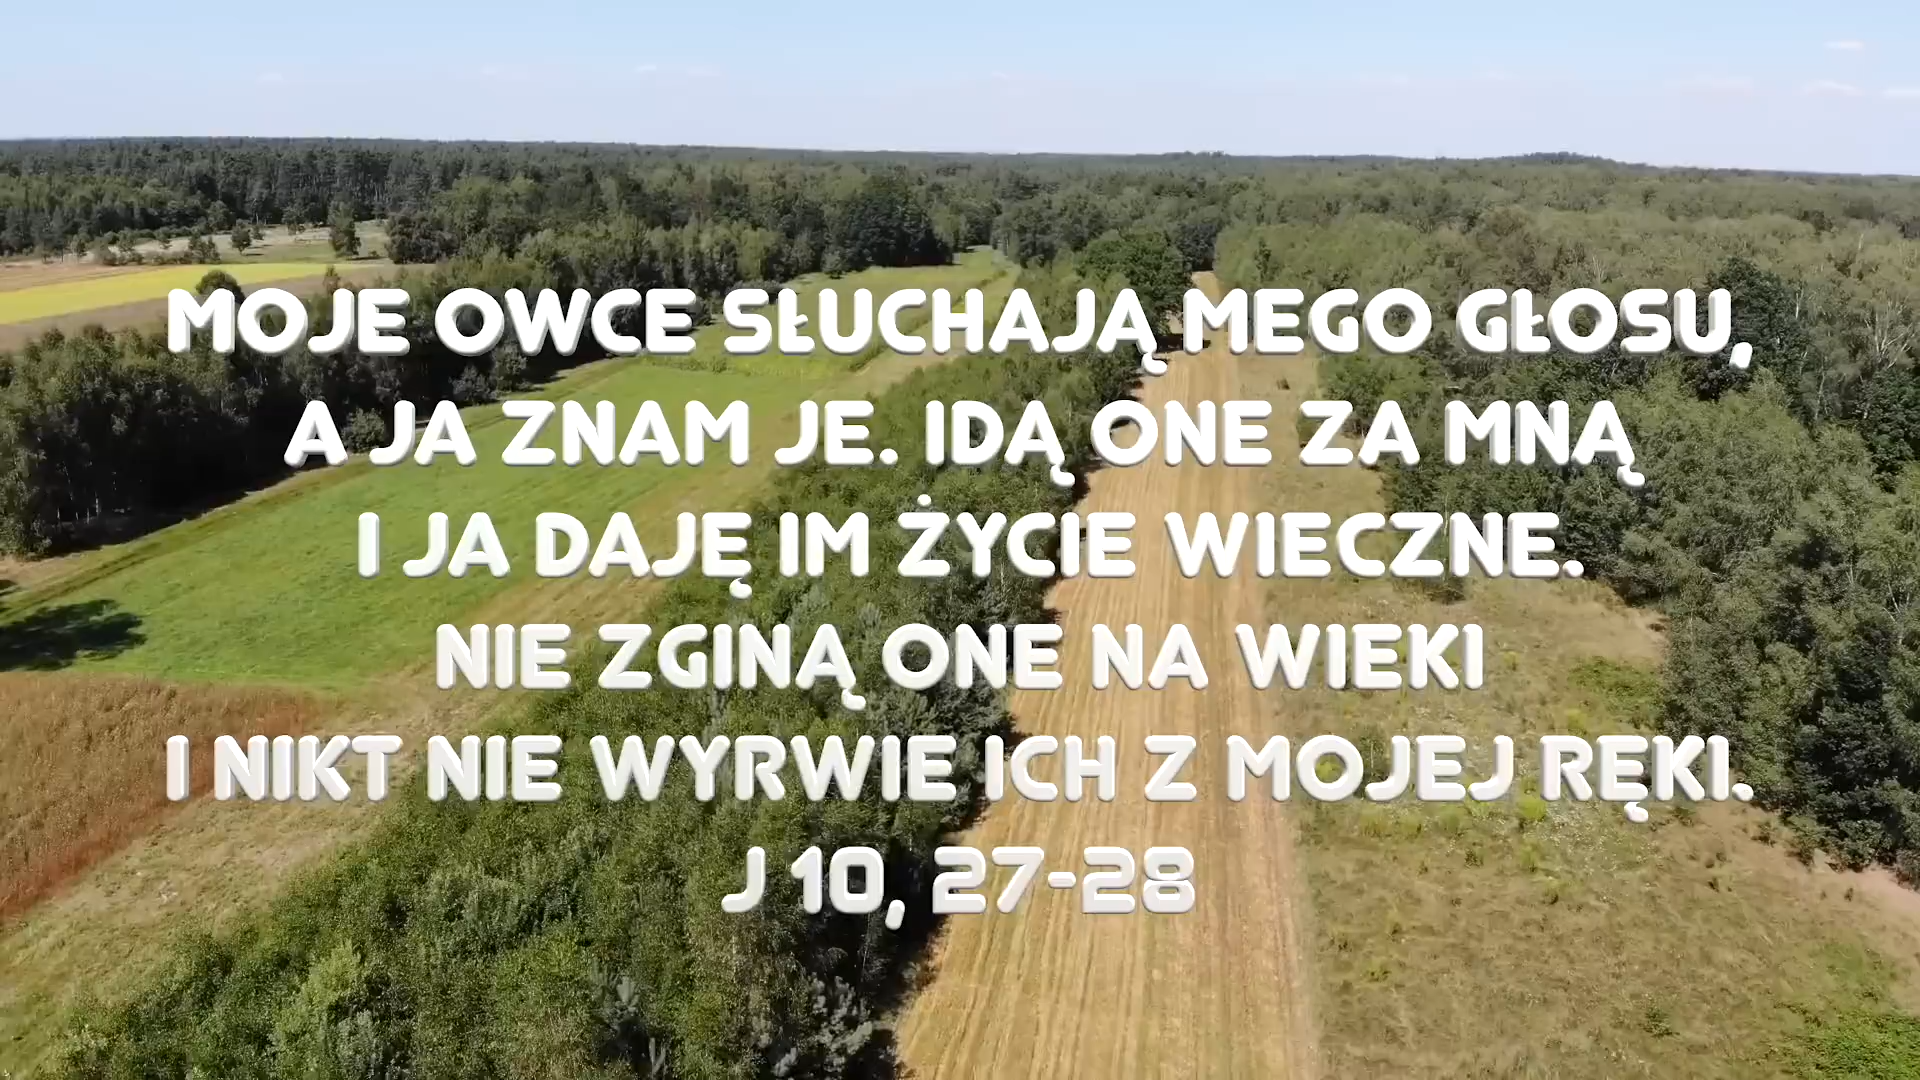 MOJE OWCE SŁUCHAJĄ MEGO GŁOSU,
A JA ZNAM JE. IDĄ ONE ZA MNĄ
I JA DAJĘ IM ŻYCIE WIECZNE.
NIE ZGINĄ ONE NA WIEKI
I NIKT NIE WYRWIE ICH Z MOJEJ RĘKI.
J 10, 27-28